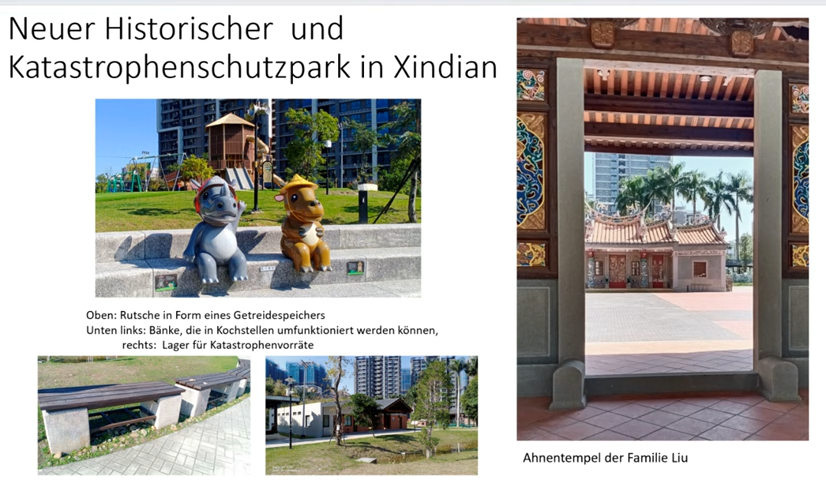 Neuer Historischer und
Katastrophenschutzpark in Xindian
Oben: Rutsche in Form eines Getreidespeichers
Unten links: Bänke, die in Kochstellen umfunktioniert werden können,
rechts: Lager für Katastrophenvorräte
Ahnentempel der Familie Liu